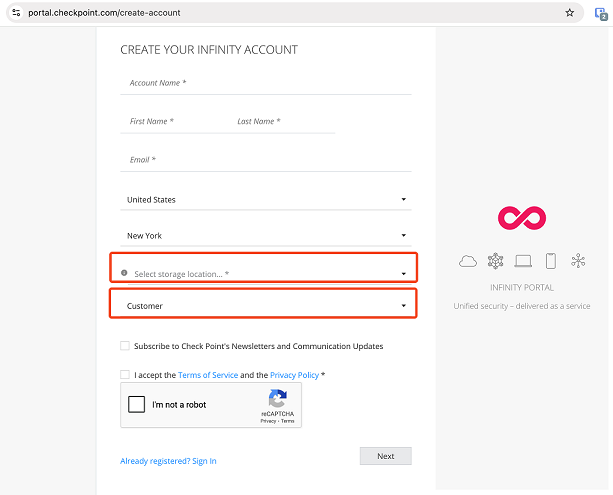 portal.checkpoint.com/create-account
2
CREATE YOUR INFINITY ACCOUNT
Account Name *
First Name * Last Name *
Email *
United States
New York
Select storage location... *
Customer
Subscribe to Check Point's Newsletters and Communication Updates
I accept the Terms of Service and the Privacy Policy *
I'm not a robot
reCAPTCHA
Privacy - Terms
Already registered? Sign In
Next
INFINITY PORTAL
Unified security – delivered as a service